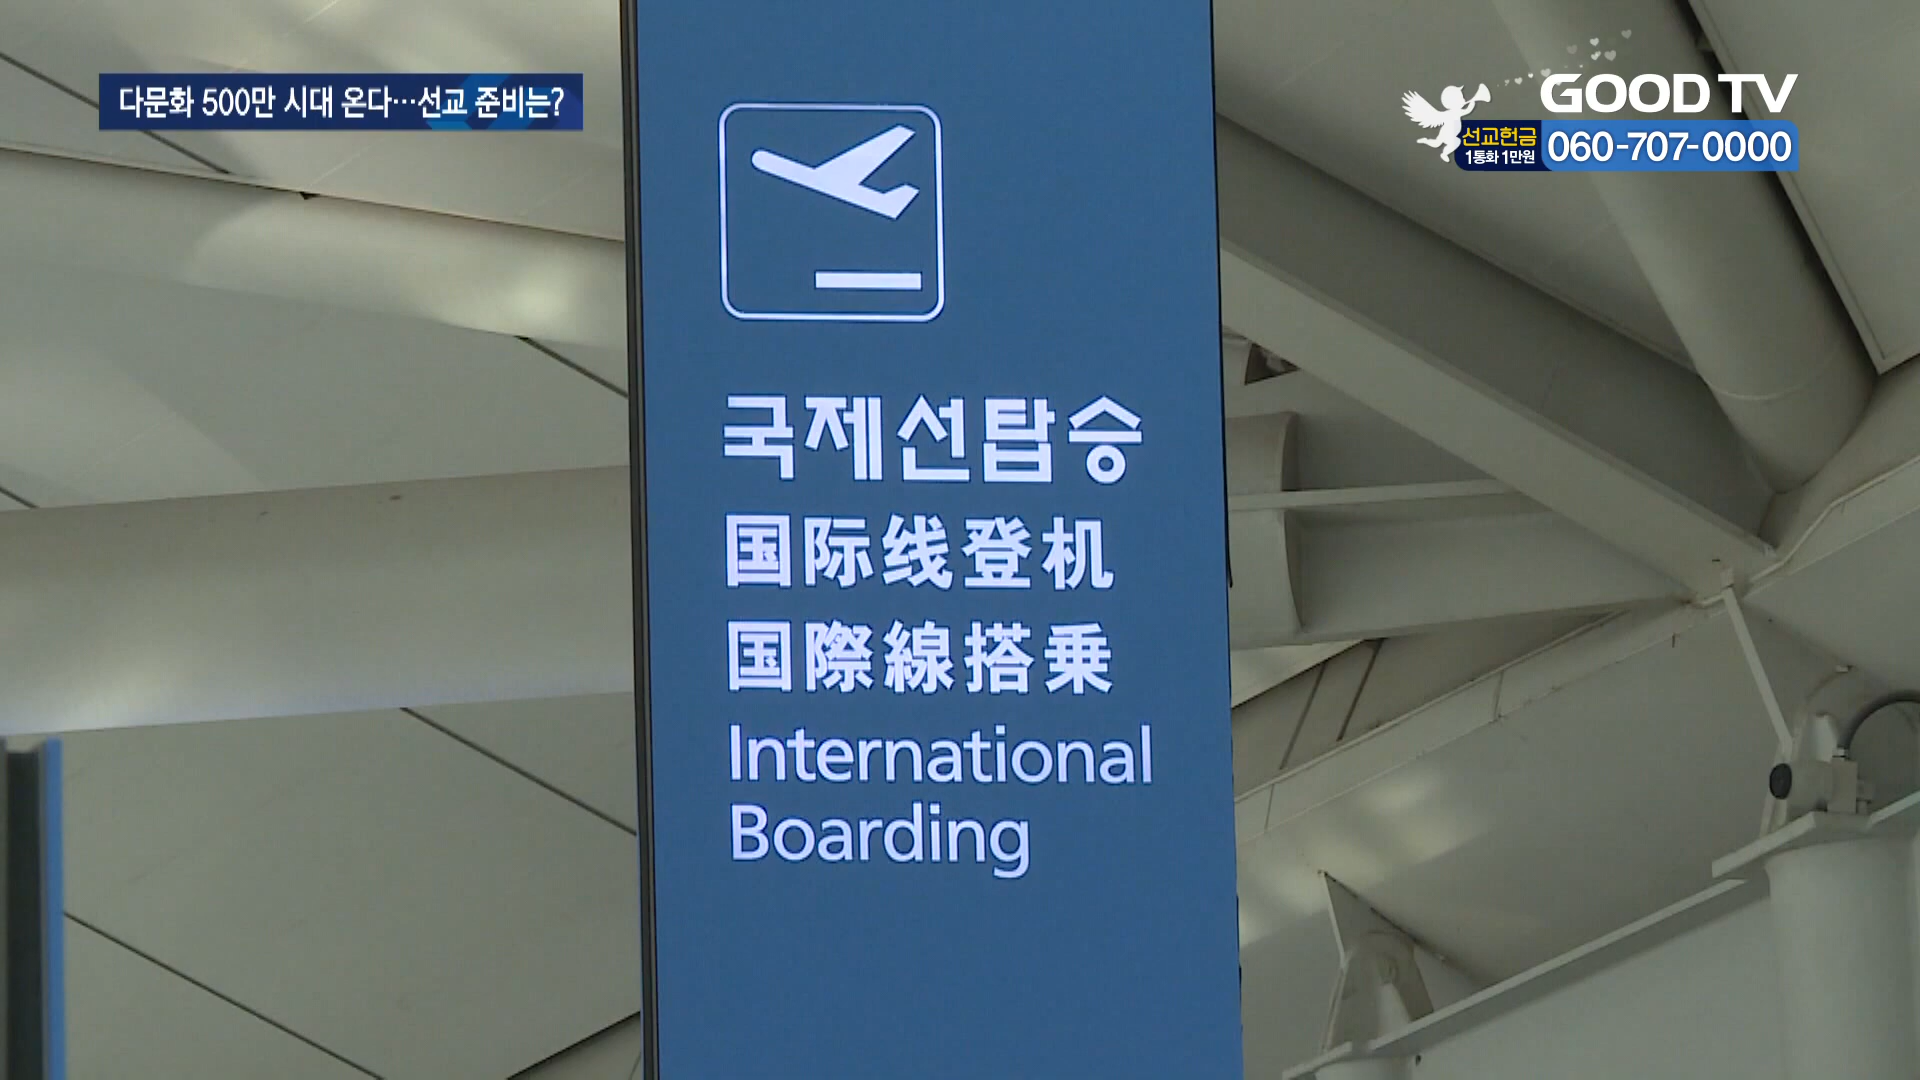 다문화 500만 시대 온다…선교 준비는?
GOOD TV
선교헌금
1통화 1만원
060-707-0000
국제선탑승
国际线登机
国際線搭乗
International
Boarding